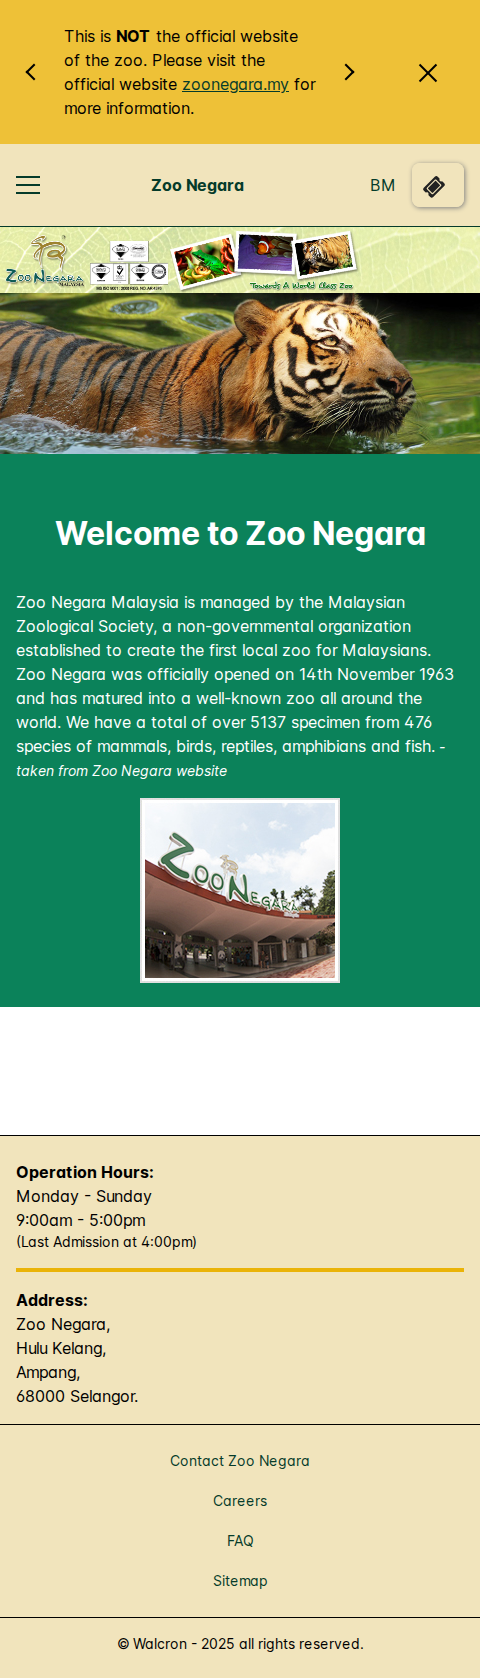 This is NOT the official website
of the zoo. Please visit the
official website zoonegara.my for
more information.
Zoo Negara
BM
ZOO NEGARA
MALAYSIA
Towards A World Class Zoo
Welcome to Zoo Negara
Zoo Negara Malaysia is managed by the Malaysian
Zoological Society, a non-governmental organization
established to create the first local zoo for Malaysians.
Zoo Negara was officially opened on 14th November 1963
and has matured into a well-known zoo all around the
world. We have a total of over 5137 specimen from 476
species of mammals, birds, reptiles, amphibians and fish. -
taken from Zoo Negara website
ZOO NEGARA
Operation Hours:
Monday - Sunday
9:00am - 5:00pm
(Last Admission at 4:00pm)
Address:
Zoo Negara,
Hulu Kelang,
Ampang,
68000 Selangor.
Contact Zoo Negara
Careers
FAQ
Sitemap
© Walcron - 2025 all rights reserved.